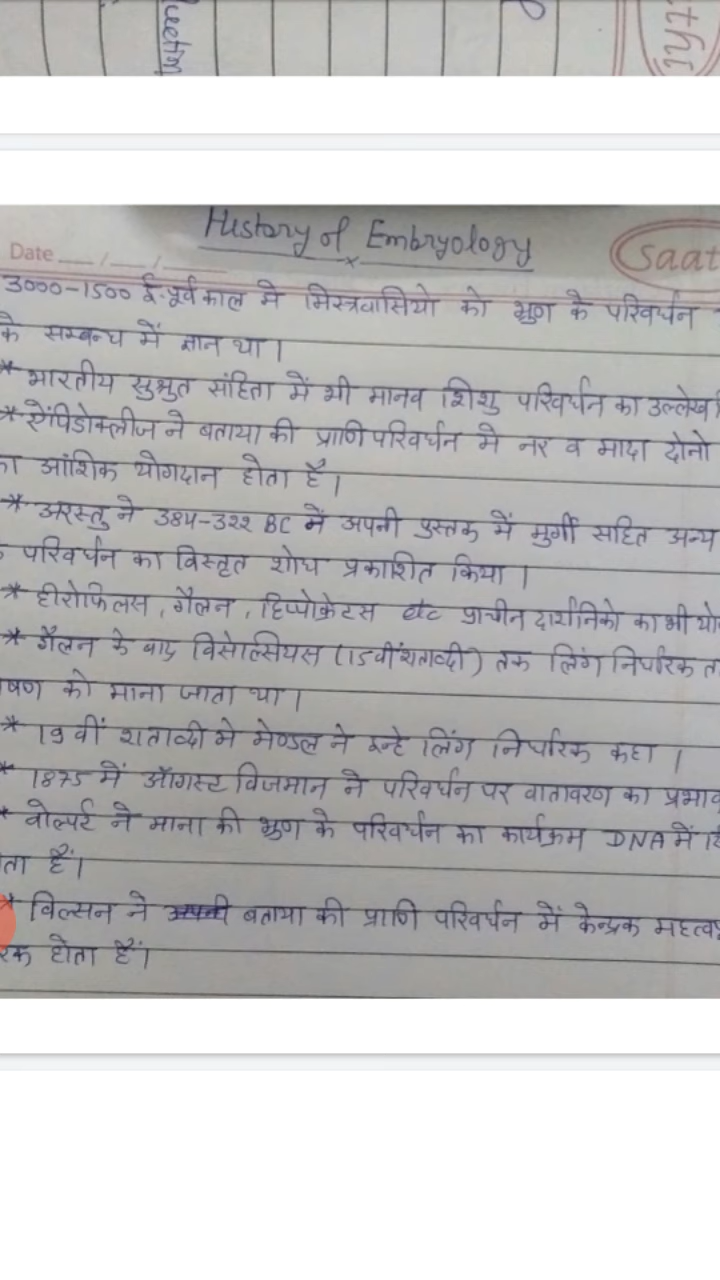 History of Embryology
Date
Saat
3000-1500 ई.पूर्व काल मे मिस्त्रवासियो को भ्रुण के परिवर्धन
के सम्बन्ध में ज्ञान था।
* भारतीय सुश्रुत संहिता में भी मानव शिशु परिवर्धन का उल्लेख
* ऐंपिडोक्लीज ने बताया की प्राणि परिवर्धन मे नर व मादा दोनो
का आंशिक योगदान होता है।
* अरस्तु ने 384-322 BC में अपनी पुस्तक में मुर्गी सहित अन्य
परिवर्धन का विस्तृत शोध प्रकाशित किया।
* हीरोफिलस, गैलन, हिप्पोक्रेटस etc प्राचीन दार्शनिको का भी
* गैलन के बाद विसेल्सियस (15वीं शताब्दी) तक लिंग निर्धारक
षण को माना जाता था।
* 19 वीं शताब्दी मे मेण्डल ने इन्हे लिंग निर्धारक कहा।
* 1875 में ऑगस्ट विजमान ने परिवर्धन पर वातावरण का प्रभाव
* वोल्पर्ट ने माना की भ्रुण के परिवर्धन का कार्यक्रम DNA में
ता हैं।
* विल्सन ने बताया की प्राणि परिवर्धन में केन्द्रक महत्व
रक होता हैं।